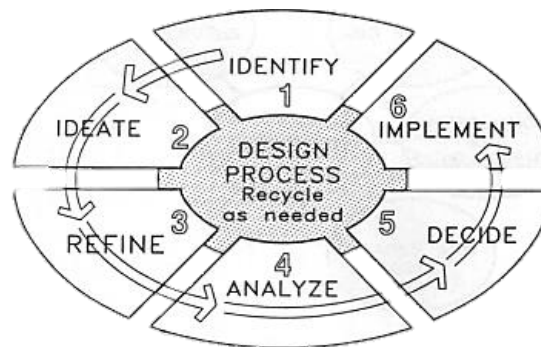 IDENTIFY
1
IDEATE
2
REFINE
3
ANALYZE
4
DECIDE
5
IMPLEMENT
6
DESIGN
PROCESS
Recycle
as needed